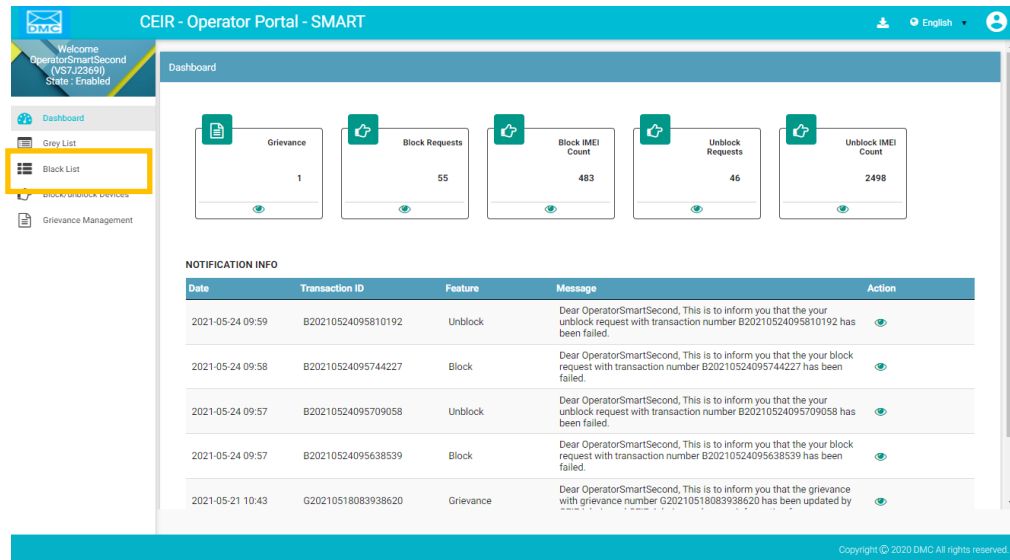 DMC
CEIR - Operator Portal - SMART
English
Welcome
OperatorSmartSecond
(VS7J2369I)
State : Enabled
Dashboard
Grey List
Black List
Block/unblock Devices
Grievance Management
Dashboard
Grievance
1
Block Requests
55
Block IMEI
Count
483
Unblock
Requests
46
Unblock IMEI
Count
2498
NOTIFICATION INFO
Date Transaction ID Feature Message Action
Dear OperatorSmartSecond, This is to inform you that the your
2021-05-24 09:59 B20210524095810192 Unblock unblock request with transaction number B20210524095810192 has
been failed.
Dear OperatorSmartSecond, This is to inform you that the your block
2021-05-24 09:58 B20210524095744227 Block request with transaction number B20210524095744227 has been
failed.
Dear OperatorSmartSecond, This is to inform you that the your
2021-05-24 09:57 B20210524095709058 Unblock unblock request with transaction number B20210524095709058 has
been failed.
Dear OperatorSmartSecond, This is to inform you that the your block
2021-05-24 09:57 B20210524095638539 Block request with transaction number B20210524095638539 has been
failed.
Dear OperatorSmartSecond, This is to inform you that the grievance
2021-05-21 10:43 G20210518083938620 Grievance with grievance number G20210518083938620 has been updated by
Copyright © 2020 DMC All rights reserved.